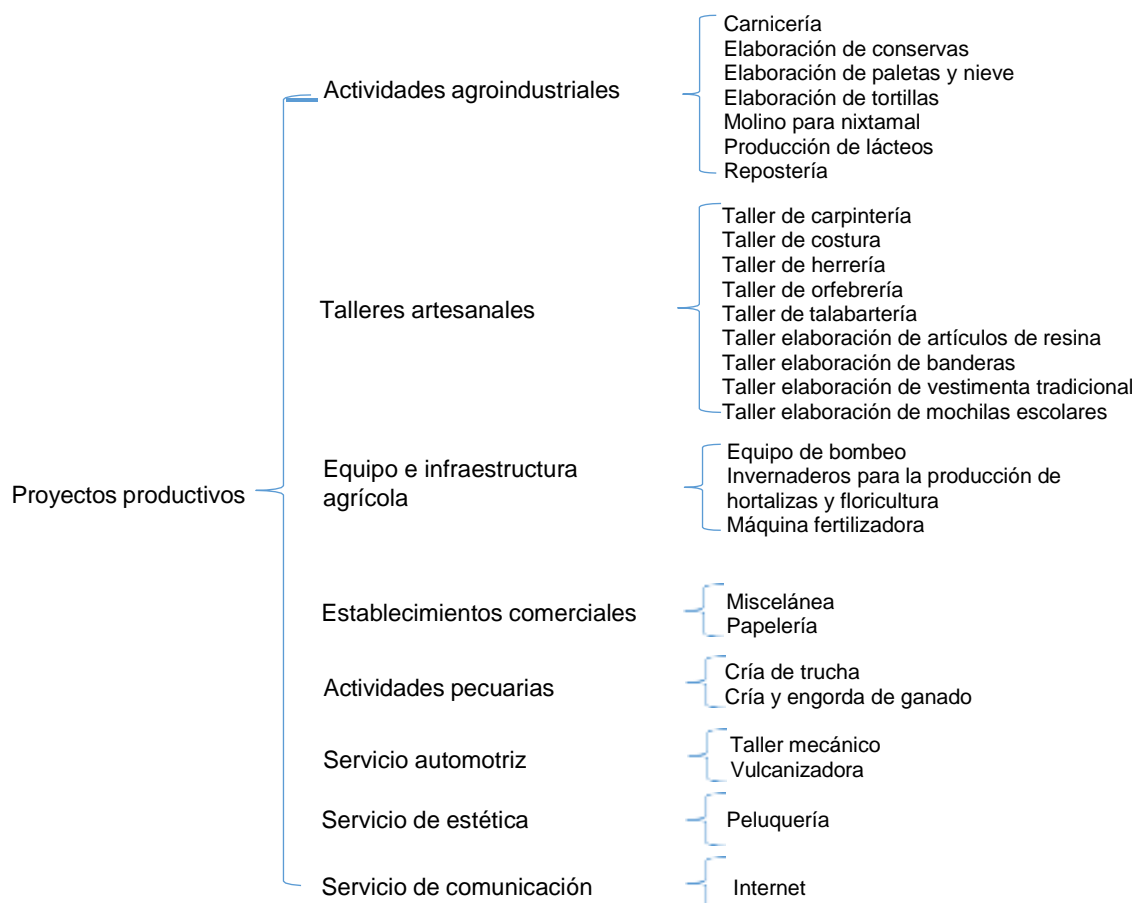 Proyectos productivos
Actividades agroindustriales
Carnicería
Elaboración de conservas
Elaboración de paletas y nieve
Elaboración de tortillas
Molino para nixtamal
Producción de lácteos
Repostería
Talleres artesanales
Taller de carpintería
Taller de costura
Taller de herrería
Taller de orfebrería
Taller de talabartería
Taller elaboración de artículos de resina
Taller elaboración de banderas
Taller elaboración de vestimenta tradicional
Taller elaboración de mochilas escolares
Equipo e infraestructura
agrícola
Equipo de bombeo
Invernaderos para la producción de
hortalizas y floricultura
Máquina fertilizadora
Establecimientos comerciales
Miscelánea
Papelería
Actividades pecuarias
Cría de trucha
Cría y engorda de ganado
Servicio automotriz
Taller mecánico
Vulcanizadora
Servicio de estética
Peluquería
Servicio de comunicación
Internet